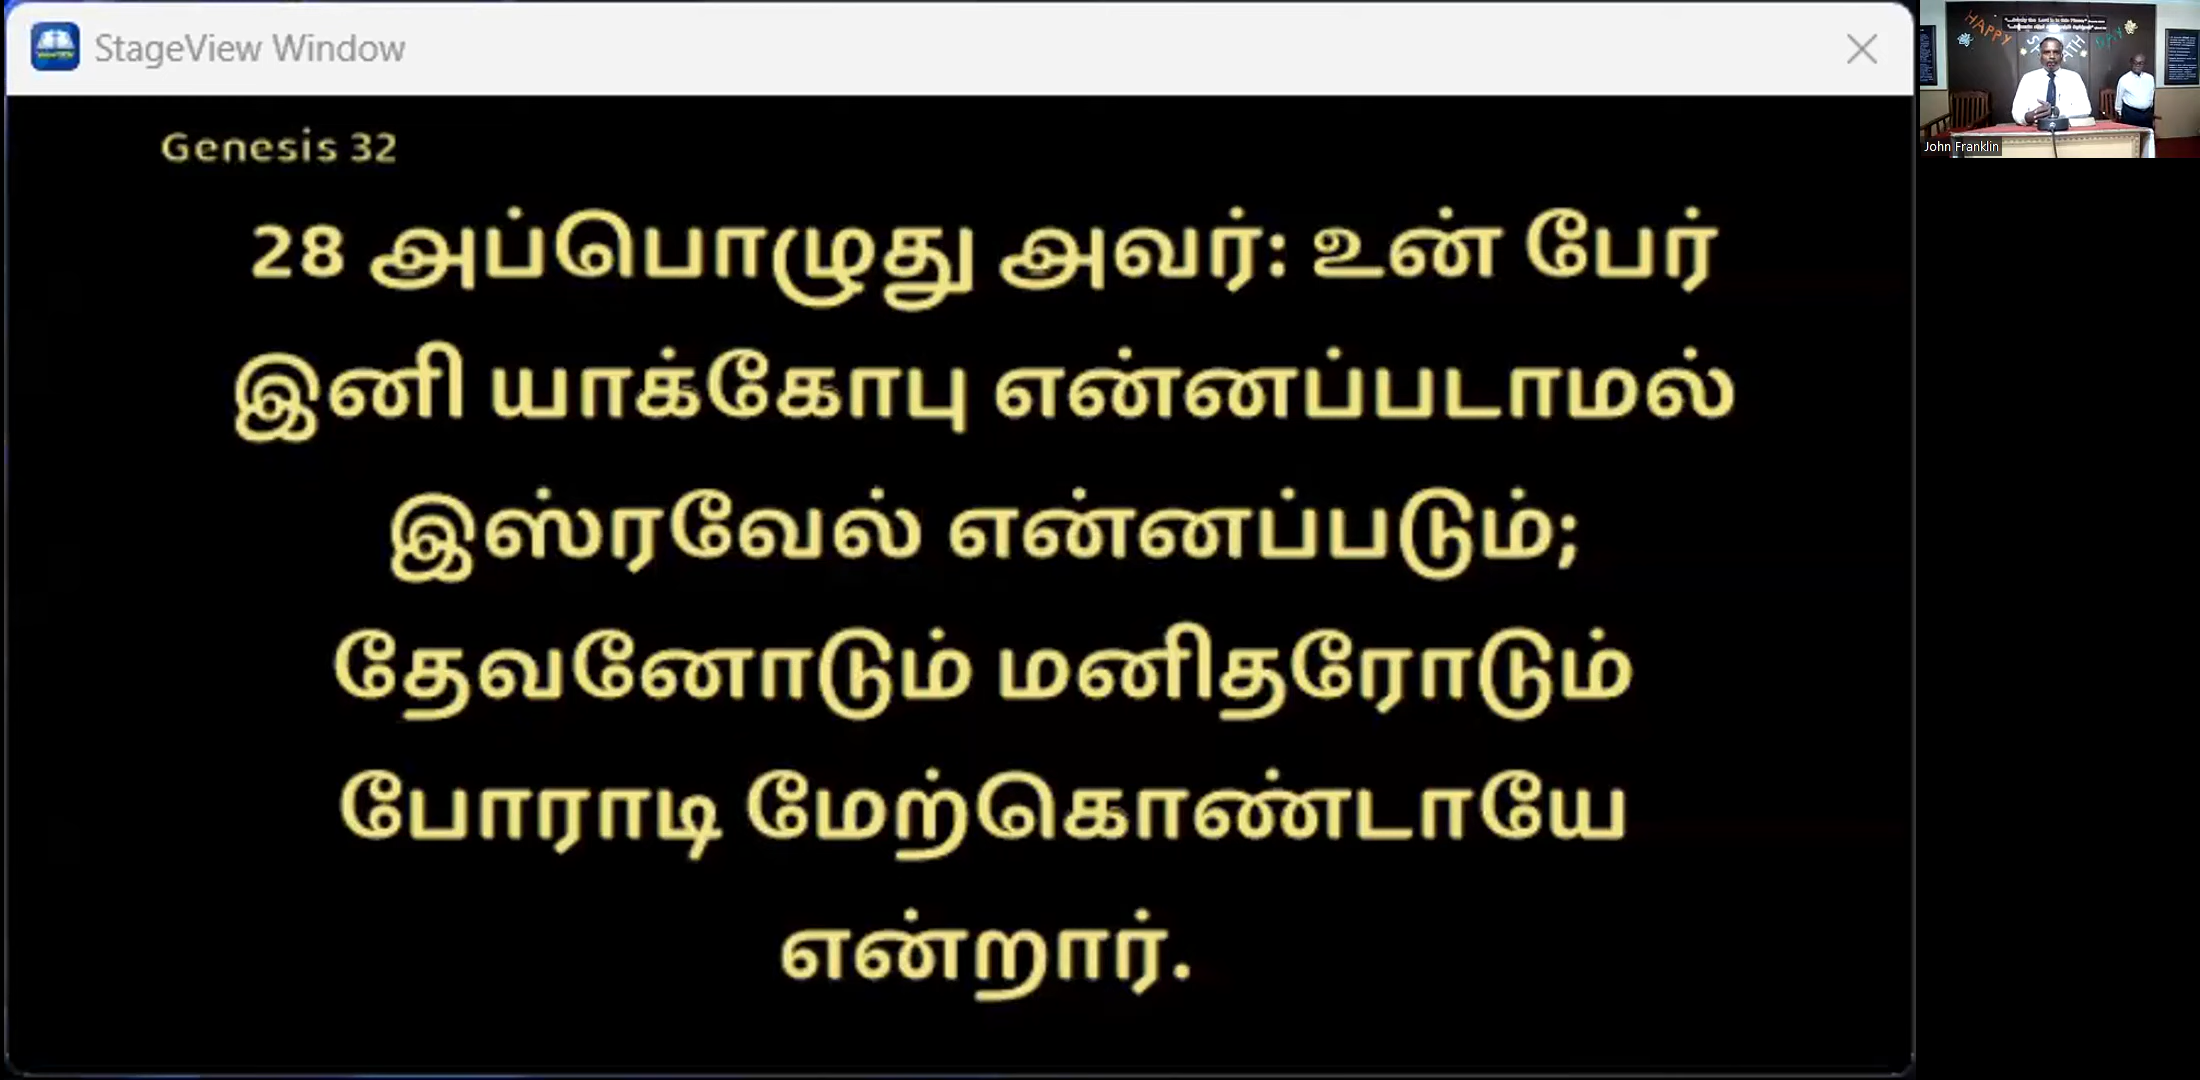 StageView Window
Genesis 32
28 அப்பொழுது அவர்: உன் பேர்
இனி யாக்கோபு என்னப்படாமல்
இஸ்ரவேல் என்னப்படும்;
தேவனோடும் மனிதரோடும்
போராடி மேற்கொண்டாயே
என்றார்.
HAPPY
John Franklin